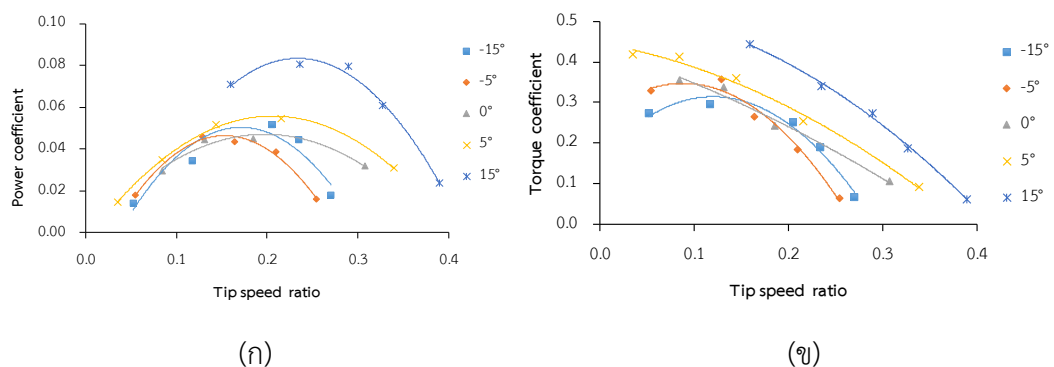 0.10
0.08
0.06
0.04
0.02
0.00
0.0 0.1 0.2 0.3 0.4
Power coefficient
Tip speed ratio
-15°
-5°
0°
5°
15°
(ก)
0.5
0.4
0.3
0.2
0.1
0.0
0.0 0.1 0.2 0.3 0.4
Torque coefficient
Tip speed ratio
-15°
-5°
0°
5°
15°
(ข)